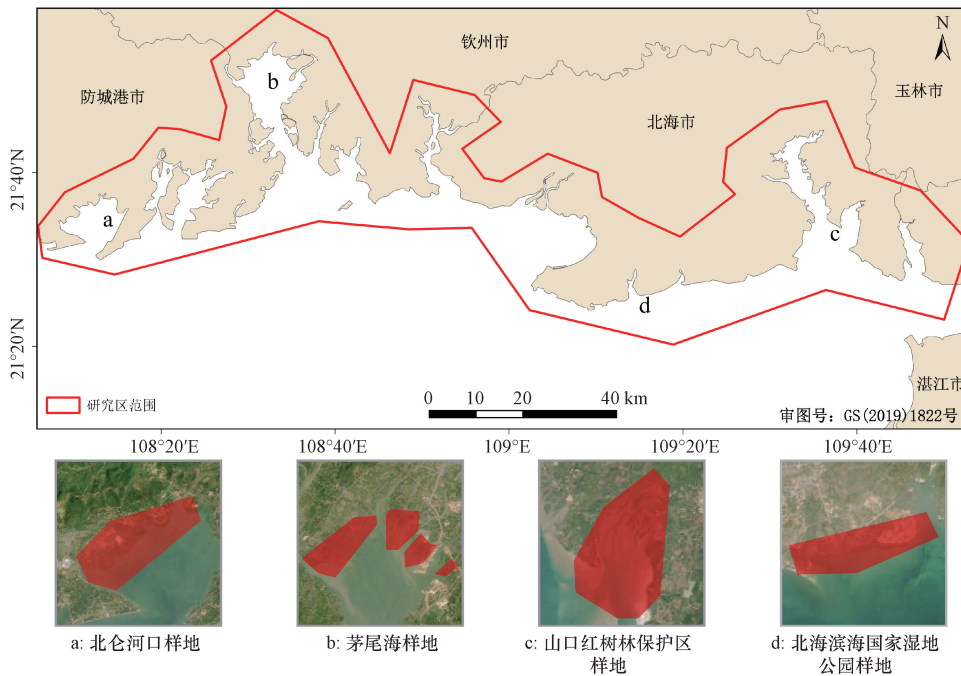 N
钦州市
b
防城港市
玉林市
北海市
21°40′N
a
c
d
21°20′N
湛江市
研究区范围
0 10 20 40 km
审图号：GS(2019)1822号
108°20′E 108°40′E 109°E 109°20′E 109°40′E
a: 北仑河口样地
b: 茅尾海样地
c: 山口红树林保护区
样地
d: 北海滨海国家湿地
公园样地